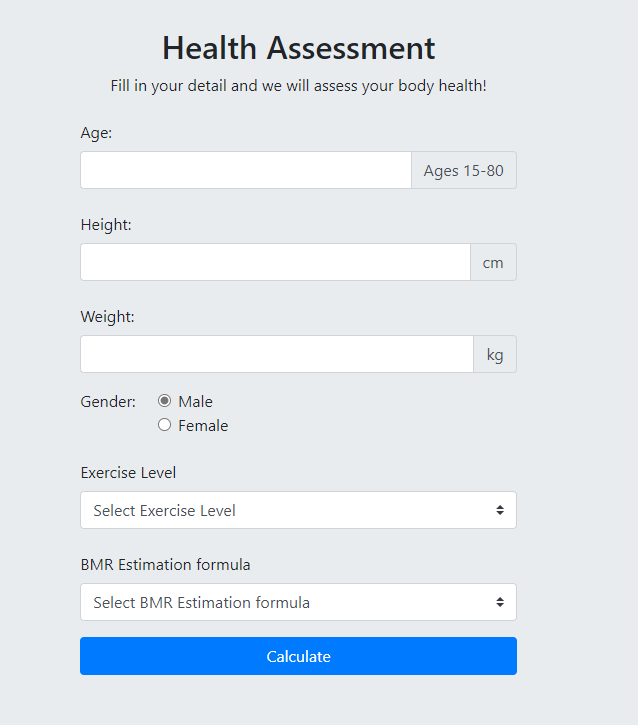 Health Assessment
Fill in your detail and we will assess your body health!
Age:
Ages 15-80
Height:
cm
Weight:
kg
Gender: Male
Female
Exercise Level
Select Exercise Level
BMR Estimation formula
Select BMR Estimation formula
Calculate